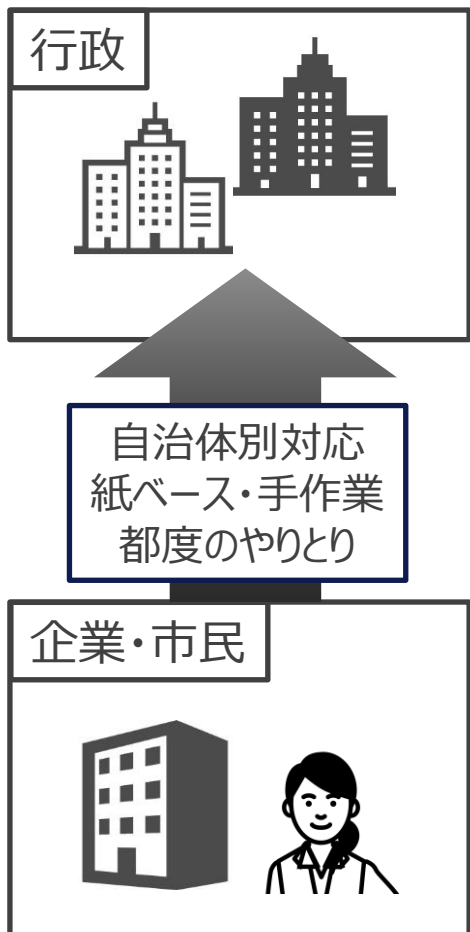 行政
自治体別対応
紙ベース・手作業
都度のやりとり
企業・市民